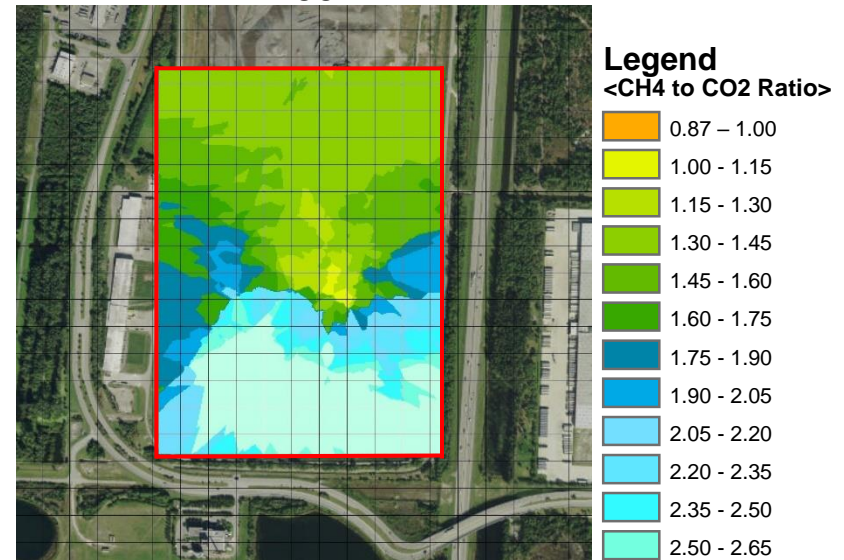 Legend
<CH4 to CO2 Ratio>
0.87 – 1.00
1.00 - 1.15
1.15 - 1.30
1.30 - 1.45
1.45 - 1.60
1.60 - 1.75
1.75 - 1.90
1.90 - 2.05
2.05 - 2.20
2.20 - 2.35
2.35 - 2.50
2.50 - 2.65